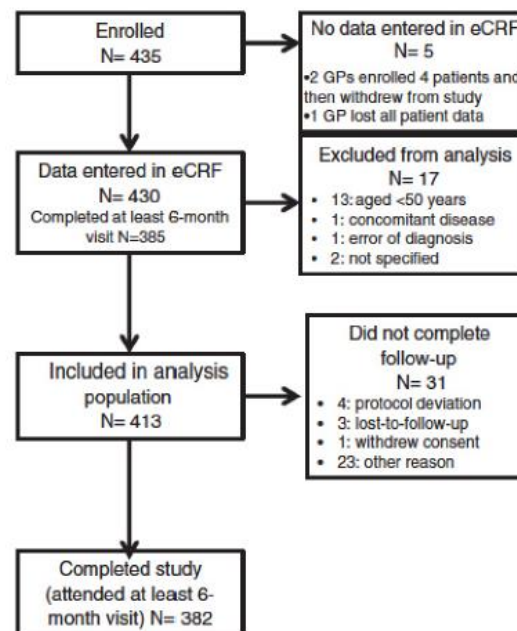 Enrolled
N= 435
No data entered in eCRF
N= 5
•2 GPs enrolled 4 patients and
then withdrew from study
•1 GP lost all patient data
Data entered in eCRF
N= 430
Completed at least 6-month
visit N=385
Excluded from analysis
N= 17
• 13: aged <50 years
• 1: concomitant disease
• 1: error of diagnosis
• 2: not specified
Included in analysis
population
N= 413
Did not complete
follow-up
N= 31
• 4: protocol deviation
• 3: lost-to-follow-up
• 1: withdrew consent
• 23: other reason
Completed study
(attended at least 6-
month visit) N= 382